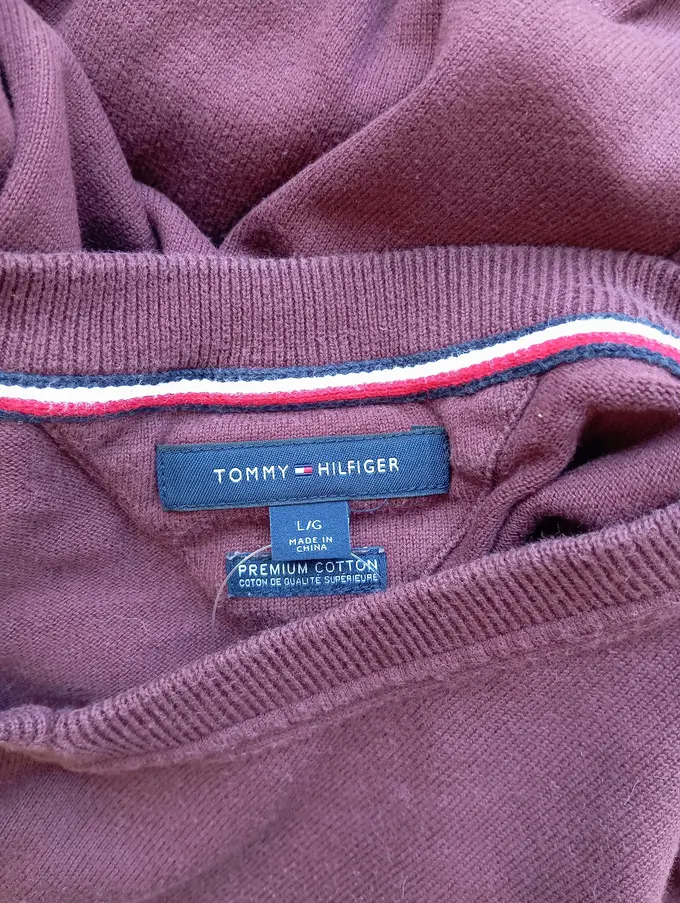 TOMMY HILFIGER
L/G
MADE IN
CHINA
PREMIUM COTTON
COTON DE QUALITÉ SUPÉRIEURE